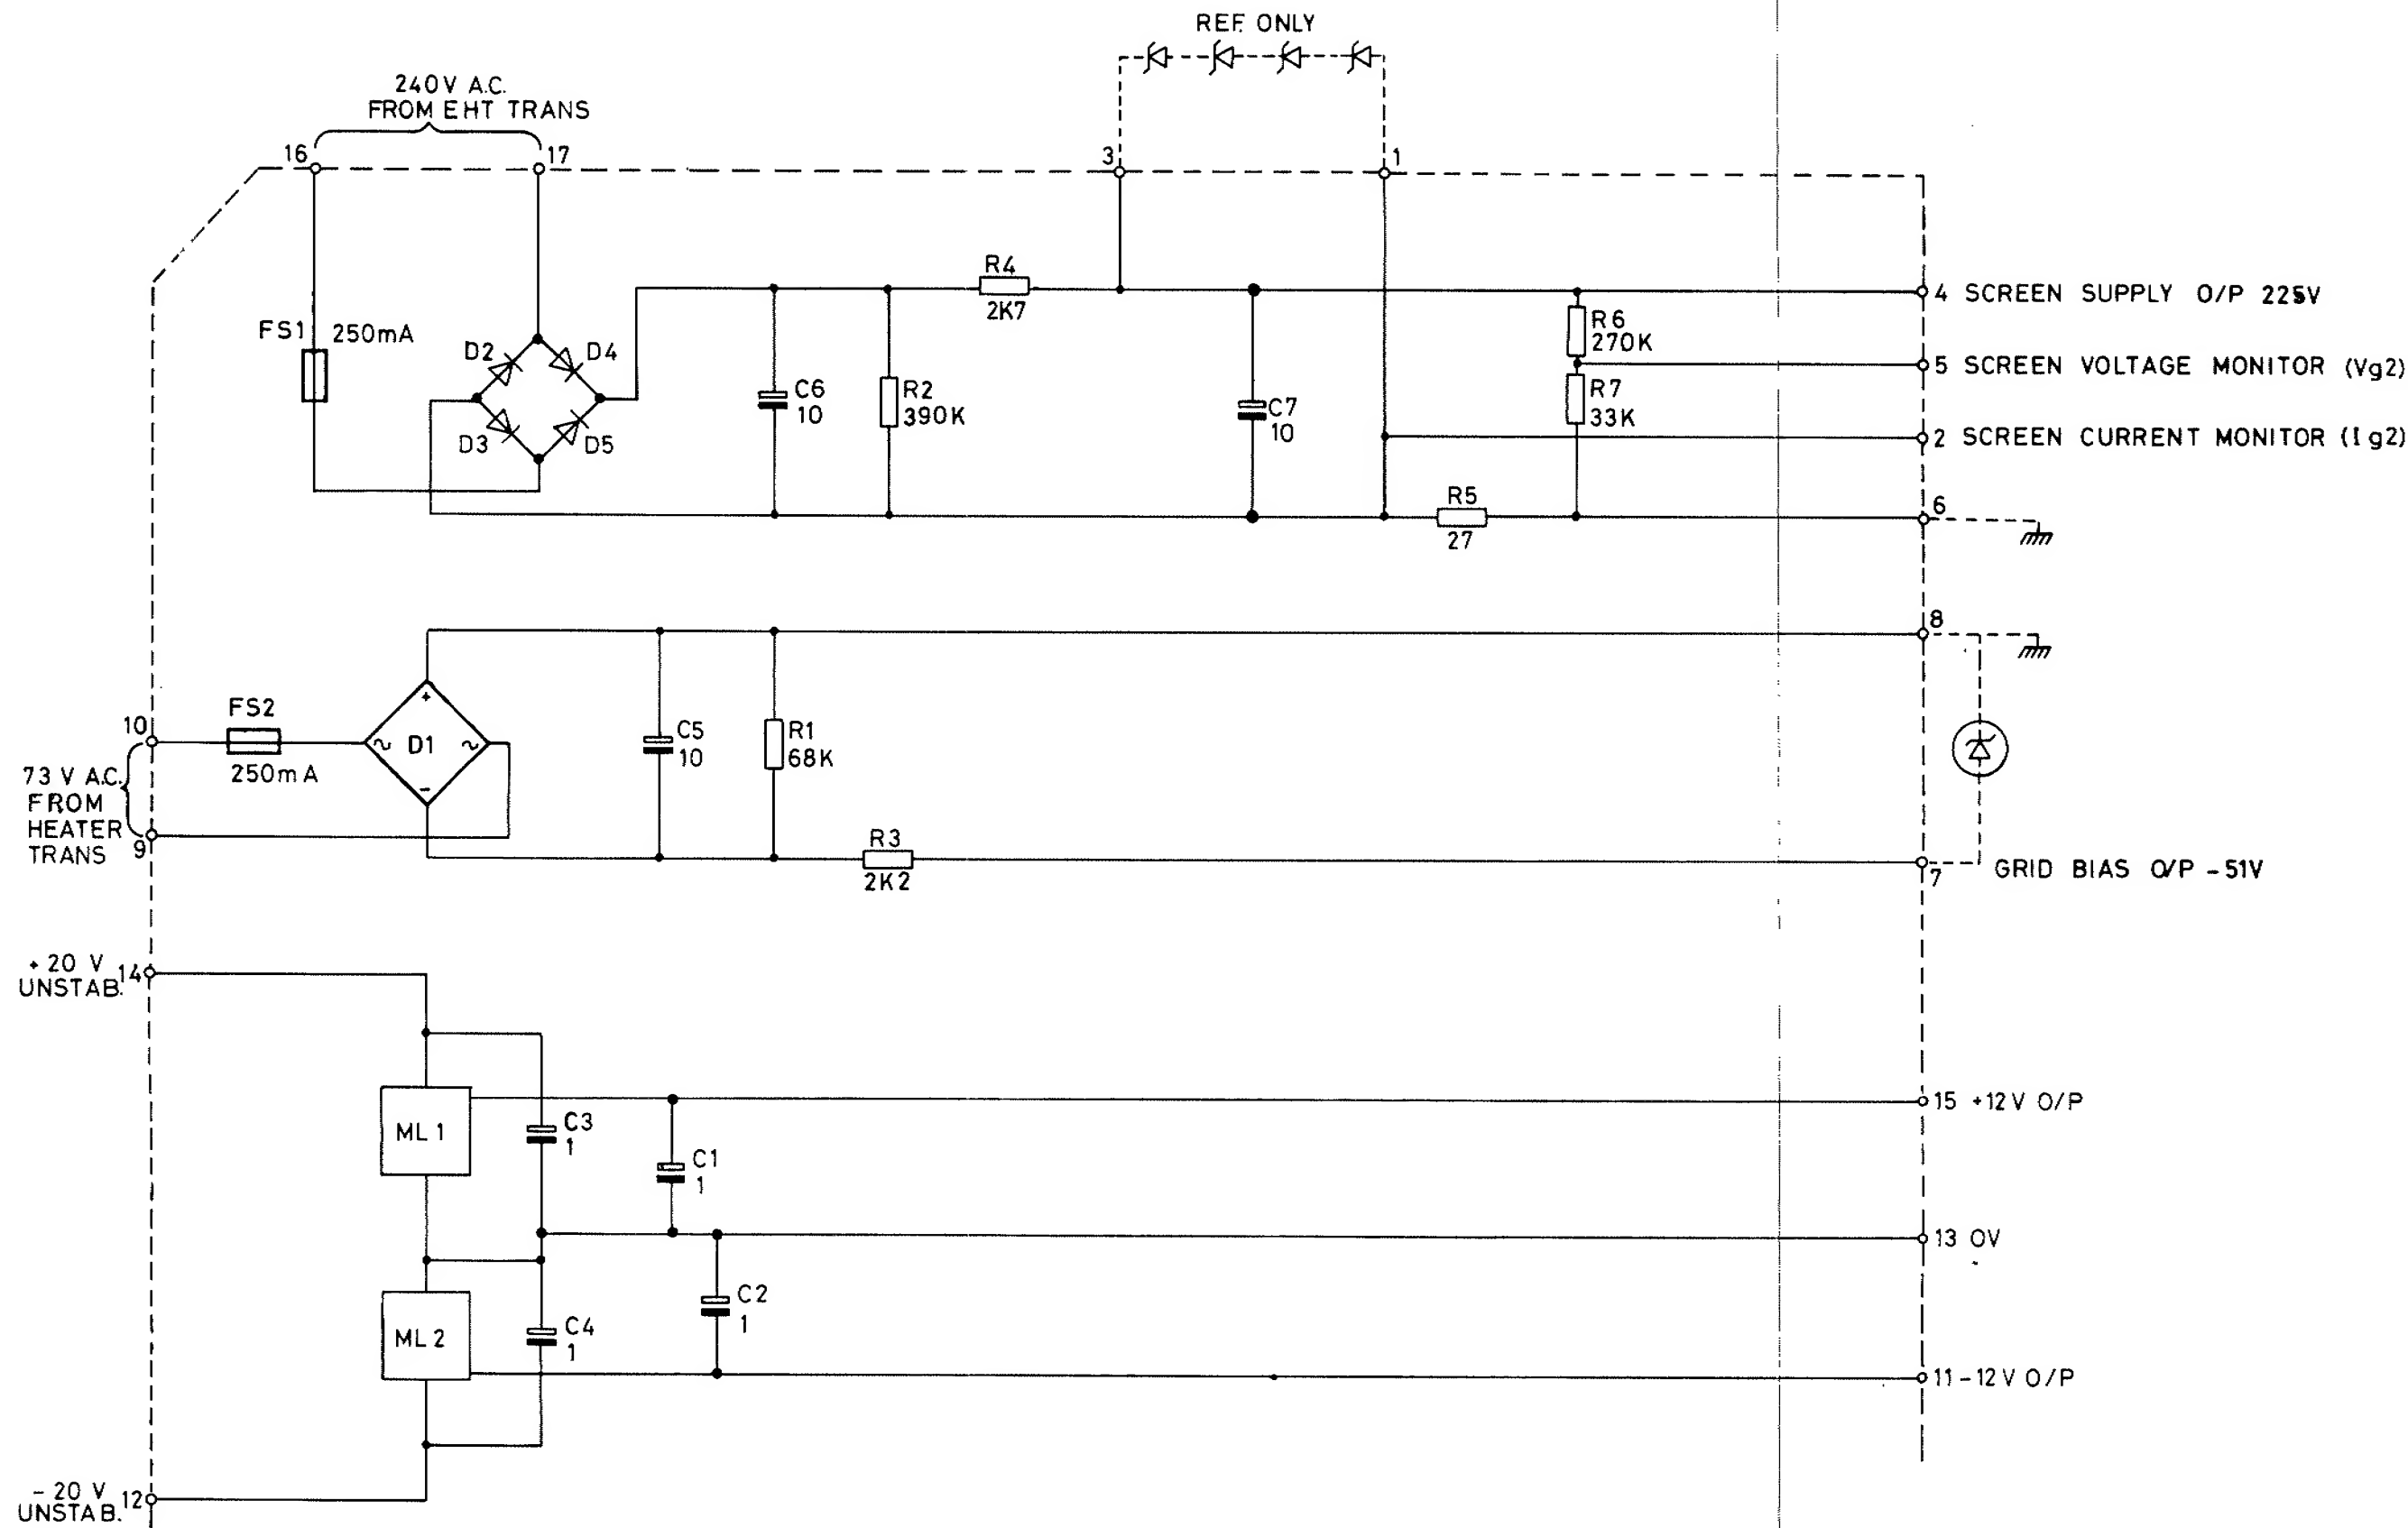 REF. ONLY
240V A.C.
FROM EHT TRANS
16
17
3
1
R4
2K7
4 SCREEN SUPPLY O/P 225V
FS1 250mA
R6
270K
D2
D4
5 SCREEN VOLTAGE MONITOR (Vg2)
C6
10
R2
390K
C7
10
R7
33K
D3
D5
2 SCREEN CURRENT MONITOR (Ig2)
R5
27
6
8
FS2
250mA
10
+
~ D1 ~
-
C5
10
R1
68K
73 V A.C.
FROM
HEATER
TRANS
9
R3
2K2
7
GRID BIAS O/P -51V
+20 V
UNSTAB.
14
ML 1
C3
1
C1
1
15 +12V O/P
13 0V
ML 2
C4
1
C2
1
11 -12V O/P
-20 V
UNSTAB.
12